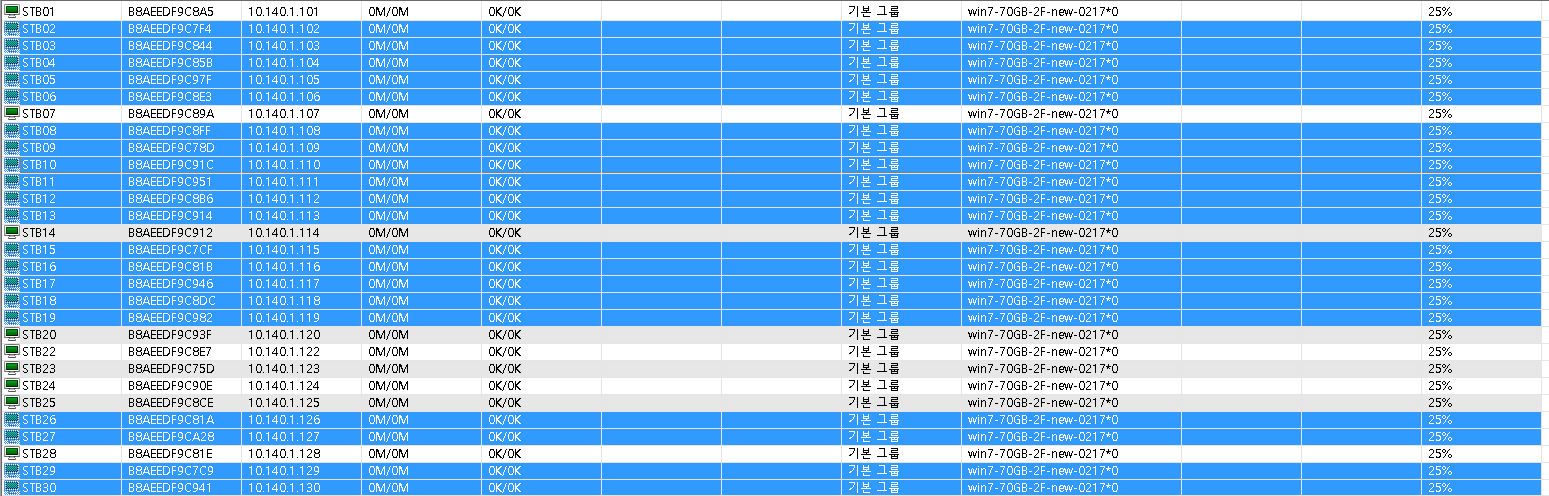 STB01 B8AEEDF9C8A5 10.140.1.101 0M/0M 0K/0K 기본 그룹 win7-70GB-2F-new-0217*0 25%
STB02 B8AEEDF9C7F4 10.140.1.102 0M/0M 0K/0K 기본 그룹 win7-70GB-2F-new-0217*0 25%
STB03 B8AEEDF9C844 10.140.1.103 0M/0M 0K/0K 기본 그룹 win7-70GB-2F-new-0217*0 25%
STB04 B8AEEDF9C85B 10.140.1.104 0M/0M 0K/0K 기본 그룹 win7-70GB-2F-new-0217*0 25%
STB05 B8AEEDF9C97F 10.140.1.105 0M/0M 0K/0K 기본 그룹 win7-70GB-2F-new-0217*0 25%
STB06 B8AEEDF9C8E3 10.140.1.106 0M/0M 0K/0K 기본 그룹 win7-70GB-2F-new-0217*0 25%
STB07 B8AEEDF9C89A 10.140.1.107 0M/0M 0K/0K 기본 그룹 win7-70GB-2F-new-0217*0 25%
STB08 B8AEEDF9C8FF 10.140.1.108 0M/0M 0K/0K 기본 그룹 win7-70GB-2F-new-0217*0 25%
STB09 B8AEEDF9C78D 10.140.1.109 0M/0M 0K/0K 기본 그룹 win7-70GB-2F-new-0217*0 25%
STB10 B8AEEDF9C91C 10.140.1.110 0M/0M 0K/0K 기본 그룹 win7-70GB-2F-new-0217*0 25%
STB11 B8AEEDF9C951 10.140.1.111 0M/0M 0K/0K 기본 그룹 win7-70GB-2F-new-0217*0 25%
STB12 B8AEEDF9C8B6 10.140.1.112 0M/0M 0K/0K 기본 그룹 win7-70GB-2F-new-0217*0 25%
STB13 B8AEEDF9C914 10.140.1.113 0M/0M 0K/0K 기본 그룹 win7-70GB-2F-new-0217*0 25%
STB14 B8AEEDF9C912 10.140.1.114 0M/0M 0K/0K 기본 그룹 win7-70GB-2F-new-0217*0 25%
STB15 B8AEEDF9C7CF 10.140.1.115 0M/0M 0K/0K 기본 그룹 win7-70GB-2F-new-0217*0 25%
STB16 B8AEEDF9C81B 10.140.1.116 0M/0M 0K/0K 기본 그룹 win7-70GB-2F-new-0217*0 25%
STB17 B8AEEDF9C946 10.140.1.117 0M/0M 0K/0K 기본 그룹 win7-70GB-2F-new-0217*0 25%
STB18 B8AEEDF9C8DC 10.140.1.118 0M/0M 0K/0K 기본 그룹 win7-70GB-2F-new-0217*0 25%
STB19 B8AEEDF9C982 10.140.1.119 0M/0M 0K/0K 기본 그룹 win7-70GB-2F-new-0217*0 25%
STB20 B8AEEDF9C93F 10.140.1.120 0M/0M 0K/0K 기본 그룹 win7-70GB-2F-new-0217*0 25%
STB22 B8AEEDF9C8E7 10.140.1.122 0M/0M 0K/0K 기본 그룹 win7-70GB-2F-new-0217*0 25%
STB23 B8AEEDF9C75D 10.140.1.123 0M/0M 0K/0K 기본 그룹 win7-70GB-2F-new-0217*0 25%
STB24 B8AEEDF9C90E 10.140.1.124 0M/0M 0K/0K 기본 그룹 win7-70GB-2F-new-0217*0 25%
STB25 B8AEEDF9C8CE 10.140.1.125 0M/0M 0K/0K 기본 그룹 win7-70GB-2F-new-0217*0 25%
STB26 B8AEEDF9C81A 10.140.1.126 0M/0M 0K/0K 기본 그룹 win7-70GB-2F-new-0217*0 25%
STB27 B8AEEDF9CA28 10.140.1.127 0M/0M 0K/0K 기본 그룹 win7-70GB-2F-new-0217*0 25%
STB28 B8AEEDF9C81E 10.140.1.128 0M/0M 0K/0K 기본 그룹 win7-70GB-2F-new-0217*0 25%
STB29 B8AEEDF9C7C9 10.140.1.129 0M/0M 0K/0K 기본 그룹 win7-70GB-2F-new-0217*0 25%
STB30 B8AEEDF9C941 10.140.1.130 0M/0M 0K/0K 기본 그룹 win7-70GB-2F-new-0217*0 25%